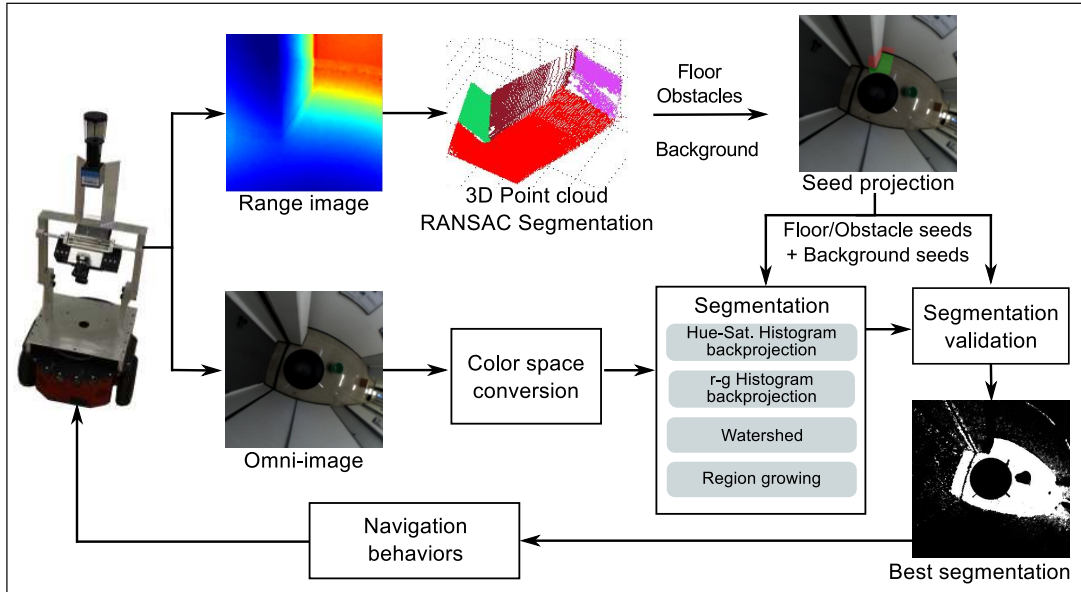 Range image
3D Point cloud
RANSAC Segmentation
Floor
Obstacles
Background
Seed projection
Floor/Obstacle seeds
+ Background seeds
Omni-image
Color space
conversion
Segmentation
Hue-Sat. Histogram
backprojection
r-g Histogram
backprojection
Watershed
Region growing
Segmentation
validation
Best segmentation
Navigation
behaviors